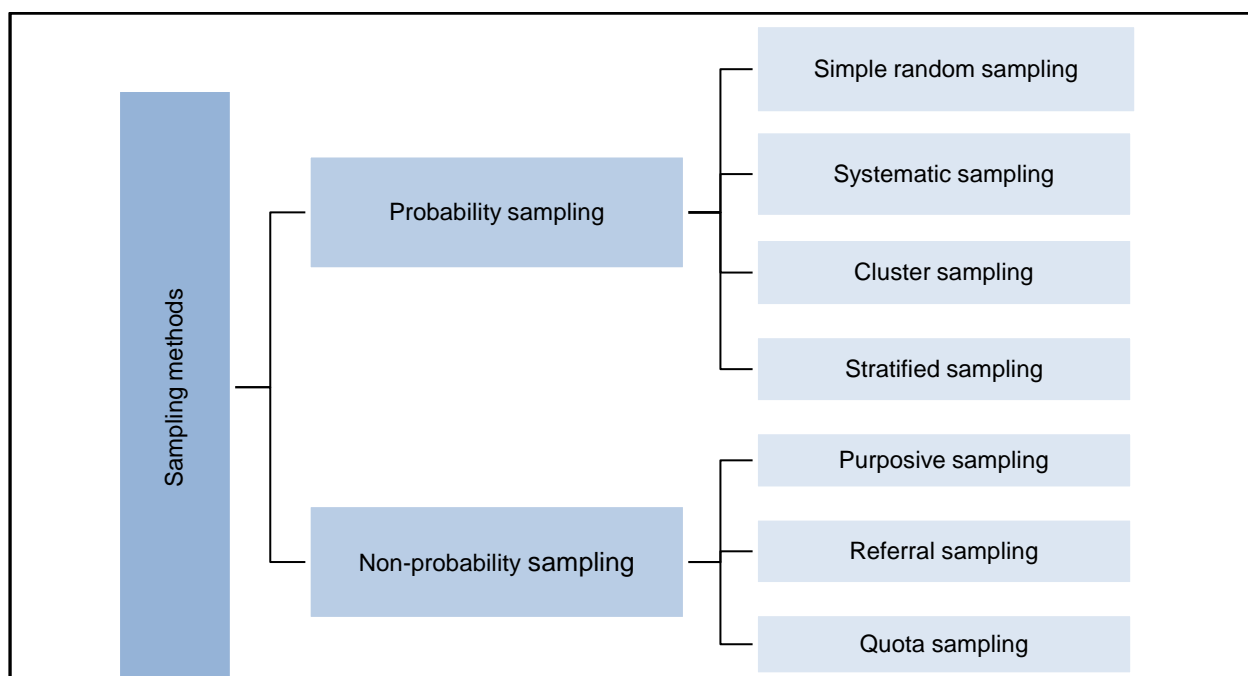 Sampling methods
Probability sampling
Simple random sampling
Systematic sampling
Cluster sampling
Stratified sampling
Non-probability sampling
Purposive sampling
Referral sampling
Quota sampling